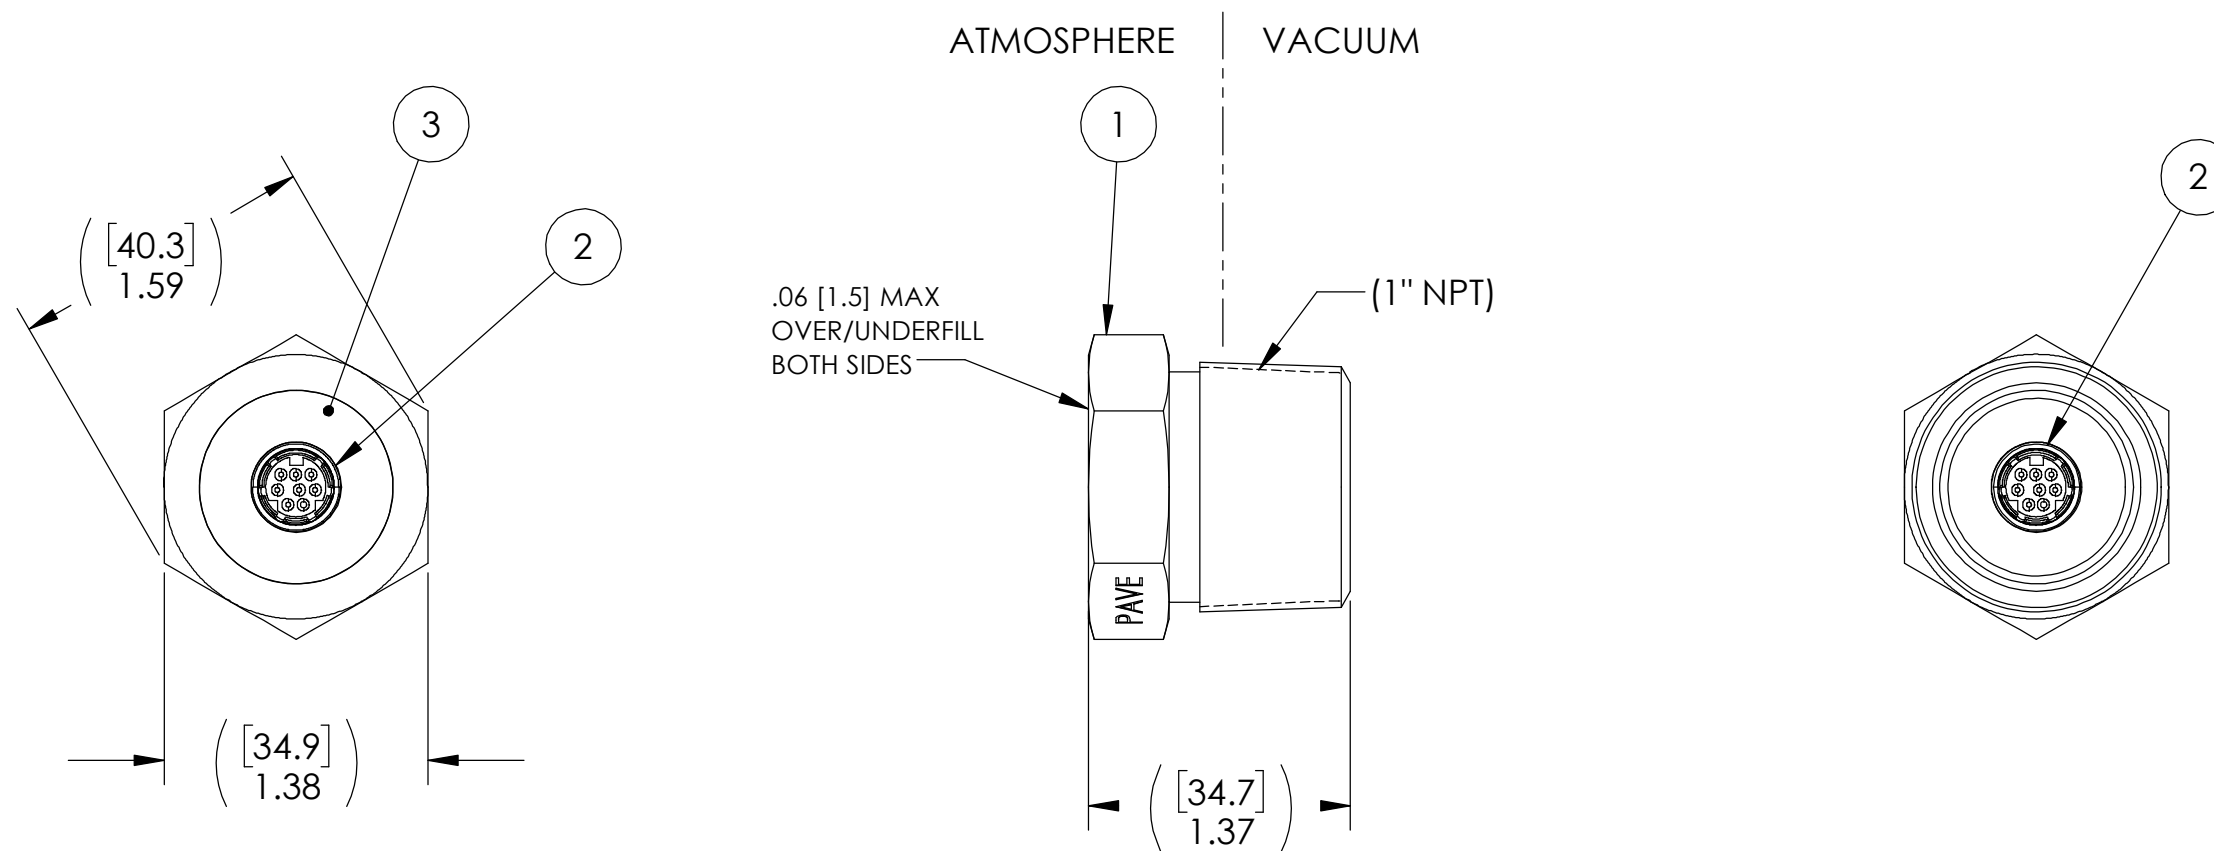 ATMOSPHERE
VACUUM
3
1
2
2
([40.3]
1.59)
.06 [1.5] MAX
OVER/UNDERFILL
BOTH SIDES
(1" NPT)
PAVE
([34.9]
1.38)
([34.7]
1.37)